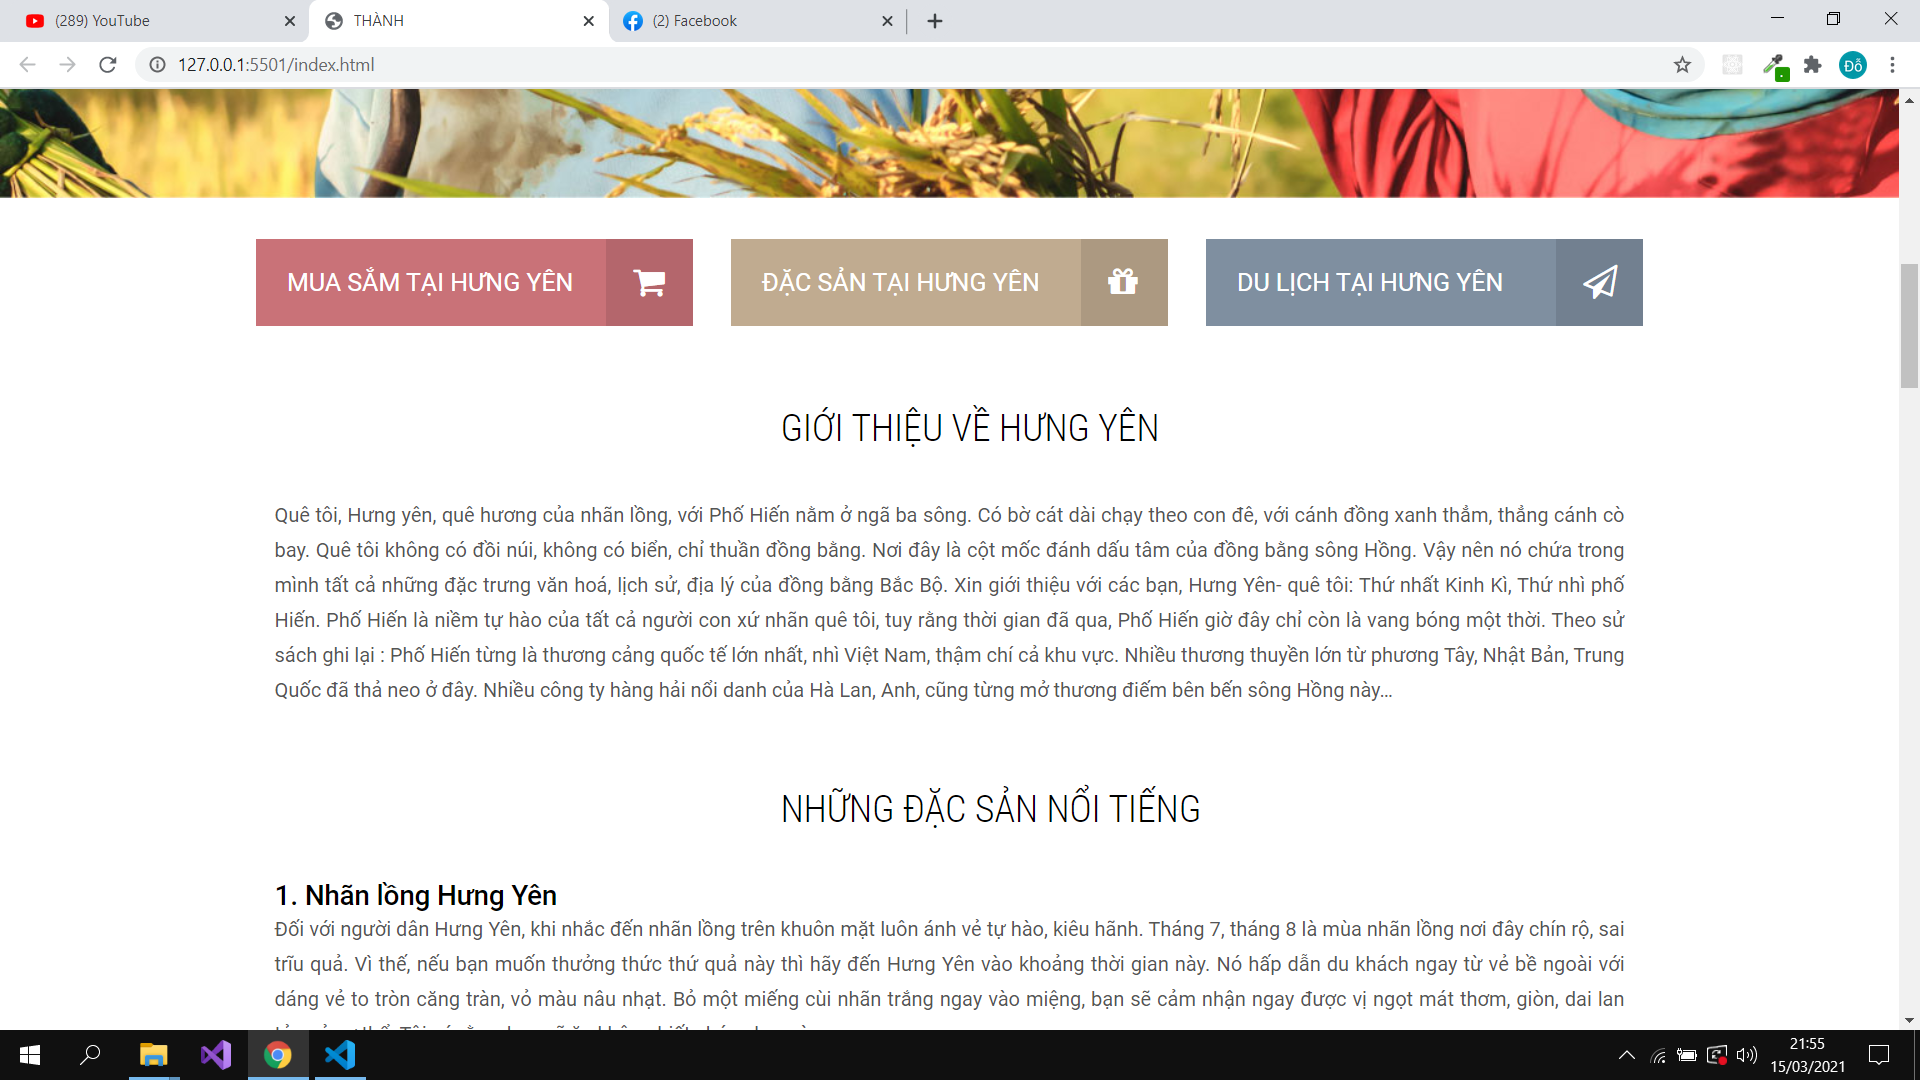 (289) YouTube
THÀNH
(2) Facebook
127.0.0.1:5501/index.html
Đỗ
MUA SẮM TẠI HƯNG YÊN
ĐẶC SẢN TẠI HƯNG YÊN
DU LỊCH TẠI HƯNG YÊN
GIỚI THIỆU VỀ HƯNG YÊN
Quê tôi, Hưng yên, quê hương của nhãn lồng, với Phố Hiến nằm ở ngã ba sông. Có bờ cát dài chạy theo con đê, với cánh đồng xanh thẳm, thẳng cánh cò
bay. Quê tôi không có đồi núi, không có biển, chỉ thuần đồng bằng. Nơi đây là cột mốc đánh dấu tâm của đồng bằng sông Hồng. Vậy nên nó chứa trong
mình tất cả những đặc trưng văn hoá, lịch sử, địa lý của đồng bằng Bắc Bộ. Xin giới thiệu với các bạn, Hưng Yên- quê tôi: Thứ nhất Kinh Kì, Thứ nhì phố
Hiến. Phố Hiến là niềm tự hào của tất cả người con xứ nhãn quê tôi, tuy rằng thời gian đã qua, Phố Hiến giờ đây chỉ còn là vang bóng một thời. Theo sử
sách ghi lại : Phố Hiến từng là thương cảng quốc tế lớn nhất, nhì Việt Nam, thậm chí cả khu vực. Nhiều thương thuyền lớn từ phương Tây, Nhật Bản, Trung
Quốc đã thả neo ở đây. Nhiều công ty hàng hải nổi danh của Hà Lan, Anh, cũng từng mở thương điếm bên bến sông Hồng này…
NHỮNG ĐẶC SẢN NỔI TIẾNG
1. Nhãn lồng Hưng Yên
Đối với người dân Hưng Yên, khi nhắc đến nhãn lồng trên khuôn mặt luôn ánh vẻ tự hào, kiêu hãnh. Tháng 7, tháng 8 là mùa nhãn lồng nơi đây chín rộ, sai
trĩu quả. Vì thế, nếu bạn muốn thưởng thức thứ quả này thì hãy đến Hưng Yên vào khoảng thời gian này. Nó hấp dẫn du khách ngay từ vẻ bề ngoài với
dáng vẻ to tròn căng tràn, vỏ màu nâu nhạt. Bỏ một miếng cùi nhãn trắng ngay vào miệng, bạn sẽ cảm nhận ngay được vị ngọt mát thơm, giòn, dai lan
21:55
15/03/2021